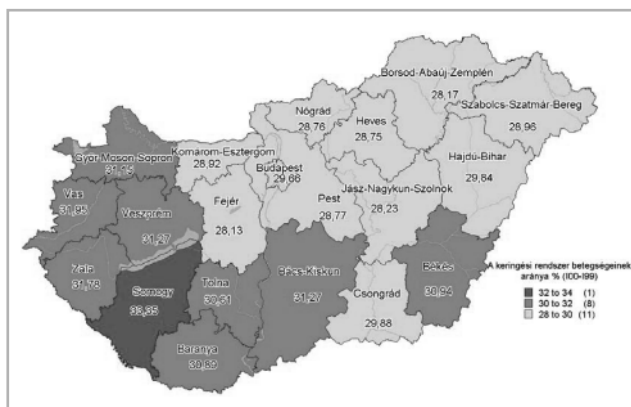 Borsod-Abaúj-Zemplén
28,17
Szabolcs-Szatmár-Bereg
28,96
Nógrád
28,76
Heves
28,75
Hajdú-Bihar
29,84
Győr-Moson-Sopron
31,15
Komárom-Esztergom
28,92
Budapest
29,66
Pest
28,77
Jász-Nagykun-Szolnok
28,23
Vas
31,95
Veszprém
31,27
Fejér
28,13
Zala
31,78
Somogy
33,35
Tolna
30,61
Bács-Kiskun
31,27
Békés
30,94
Csongrád
29,88
Baranya
30,89
A keringési rendszer betegségeinek
aránya % (I00-I99)
32 to 34 (1)
30 to 32 (8)
28 to 30 (11)